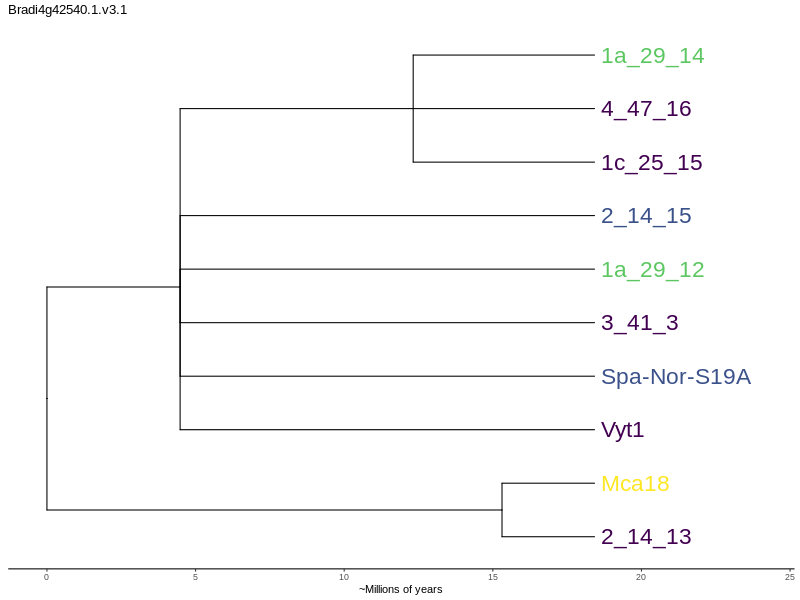 Bradi4g42540.1.v3.1
1a_29_14
4_47_16
1c_25_15
2_14_15
1a_29_12
3_41_3
Spa-Nor-S19A
Vyt1
Mca18
2_14_13
0 5 10 15 20 25
~Millions of years